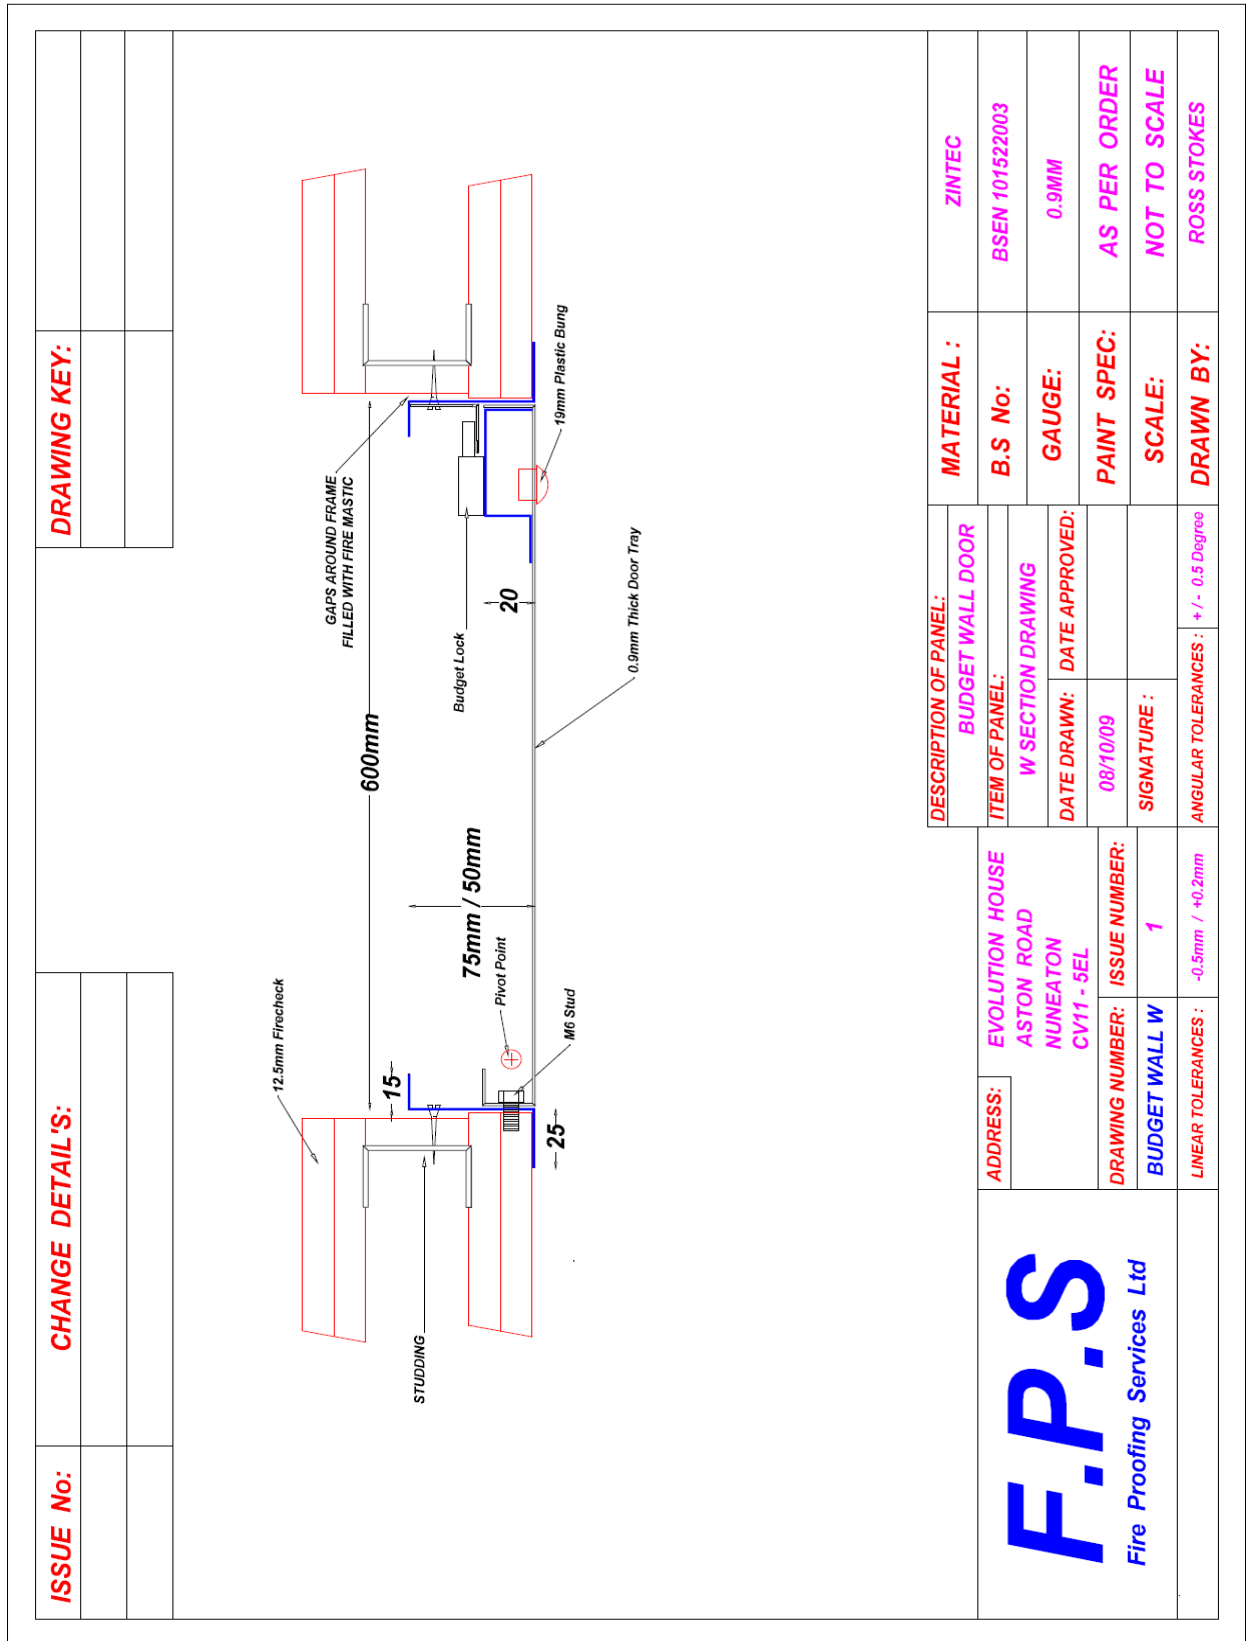 ISSUE No:
CHANGE DETAIL'S:
DRAWING KEY:
12.5mm Firecheck
GAPS AROUND FRAME
FILLED WITH FIRE MASTIC
600mm
15
STUDDING
75mm / 50mm
Budget Lock
Pivot Point
20
25
M6 Stud
19mm Plastic Bung
0.9mm Thick Door Tray
F.P.S
Fire Proofing Services Ltd
ADDRESS:
EVOLUTION HOUSE
ASTON ROAD
NUNEATON
CV11 - 5EL
DRAWING NUMBER:
ISSUE NUMBER:
BUDGET WALL W
1
LINEAR TOLERANCES :
-0.5mm / +0.2mm
DESCRIPTION OF PANEL:
BUDGET WALL DOOR
ITEM OF PANEL:
W SECTION DRAWING
DATE DRAWN:
DATE APPROVED:
08/10/09
SIGNATURE :
ANGULAR TOLERANCES :
+ / - 0.5 Degree
MATERIAL :
ZINTEC
B.S No:
BSEN 101522003
GAUGE:
0.9MM
PAINT SPEC:
AS PER ORDER
SCALE:
NOT TO SCALE
DRAWN BY:
ROSS STOKES